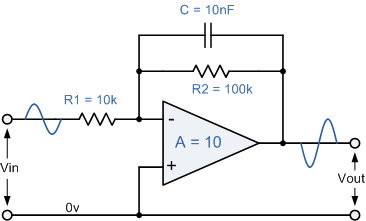 C = 10nF
R1 = 10k
R2 = 100k
-
A = 10
+
Vin
Vout
0v